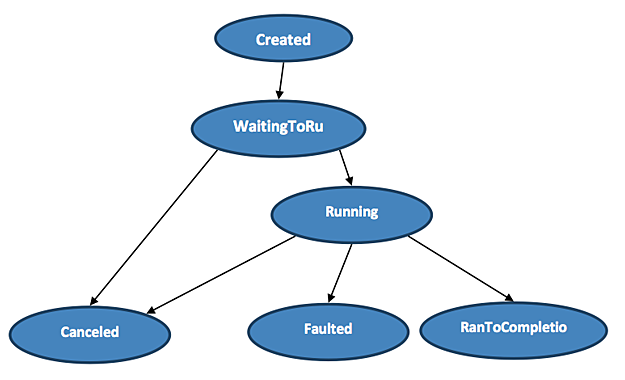 Created
WaitingToRu
Running
Canceled
Faulted
RanToCompletio